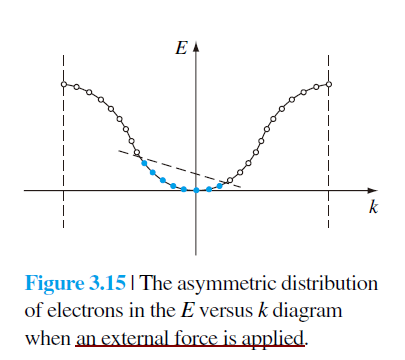 E
k
Figure 3.15 | The asymmetric distribution
of electrons in the E versus k diagram
when an external force is applied.